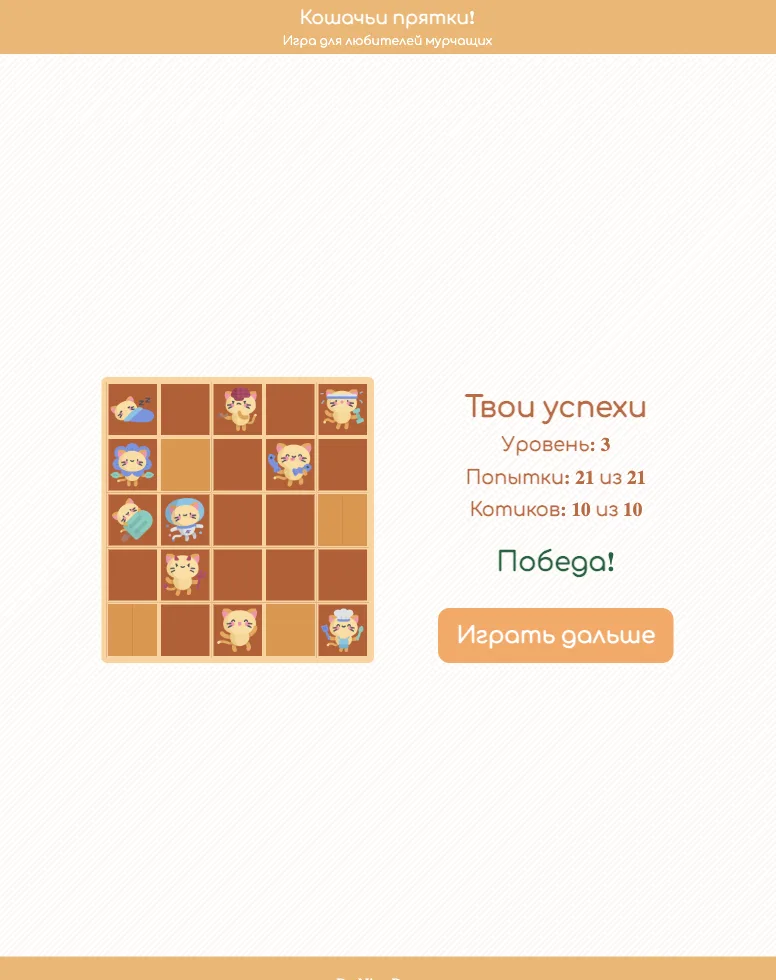 Кошачьи прятки!
Игра для любителей мурчащих
Твои успехи
Уровень: 3
Попытки: 21 из 21
Котиков: 10 из 10
Победа!
Играть дальше